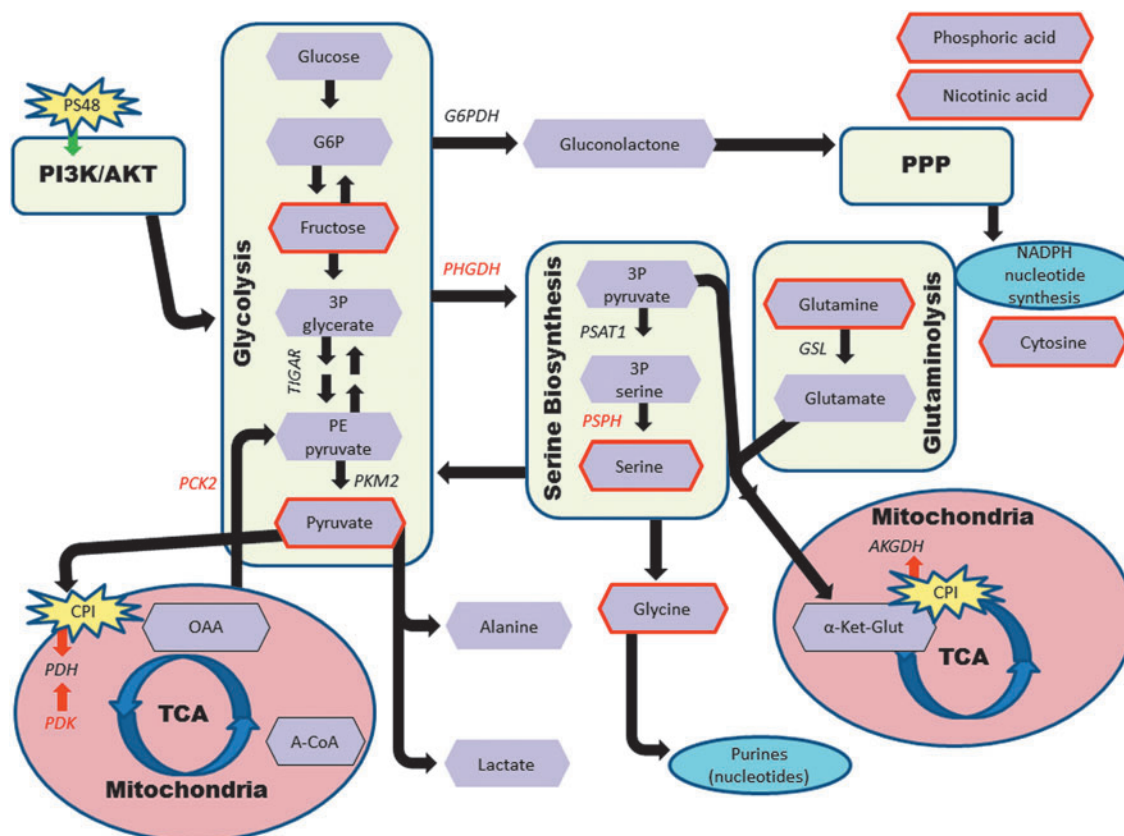 Phosphoric acid
Nicotinic acid
Glucose
PS48
G6PDH
G6P
Gluconolactone
PI3K/AKT
PPP
Fructose
Glycolysis
PHGDH
3P
glycerate
TIGAR
PE
pyruvate
PKM2
PCK2
Pyruvate
Serine Biosynthesis
3P
pyruvate
PSAT1
3P
serine
PSPH
Serine
Glutaminolysis
Glutamine
GSL
Glutamate
NADPH
nucleotide
synthesis
Cytosine
Mitochondria
AKGDH
CPI
α-Ket-Glut
TCA
CPI
OAA
PDH
PDK
TCA
A-CoA
Mitochondria
Alanine
Lactate
Glycine
Purines
(nucleotides)